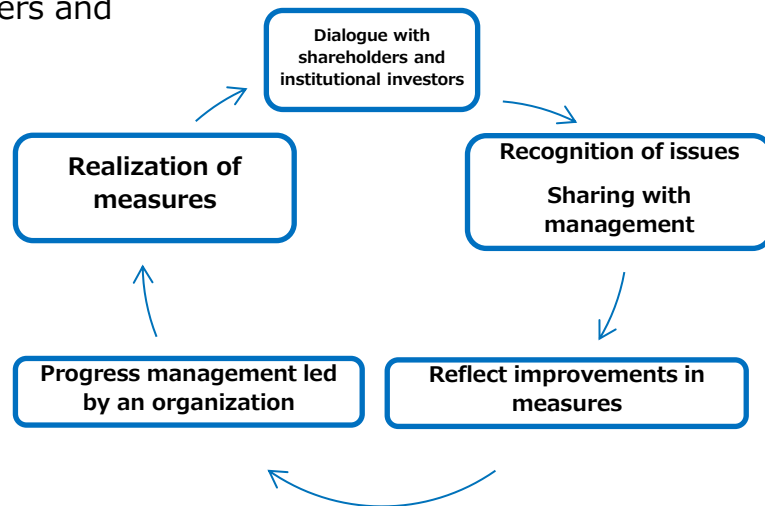 ers and
Dialogue with
shareholders and
institutional investors
Realization of
measures
Recognition of issues
Sharing with
management
Progress management led
by an organization
Reflect improvements in
measures